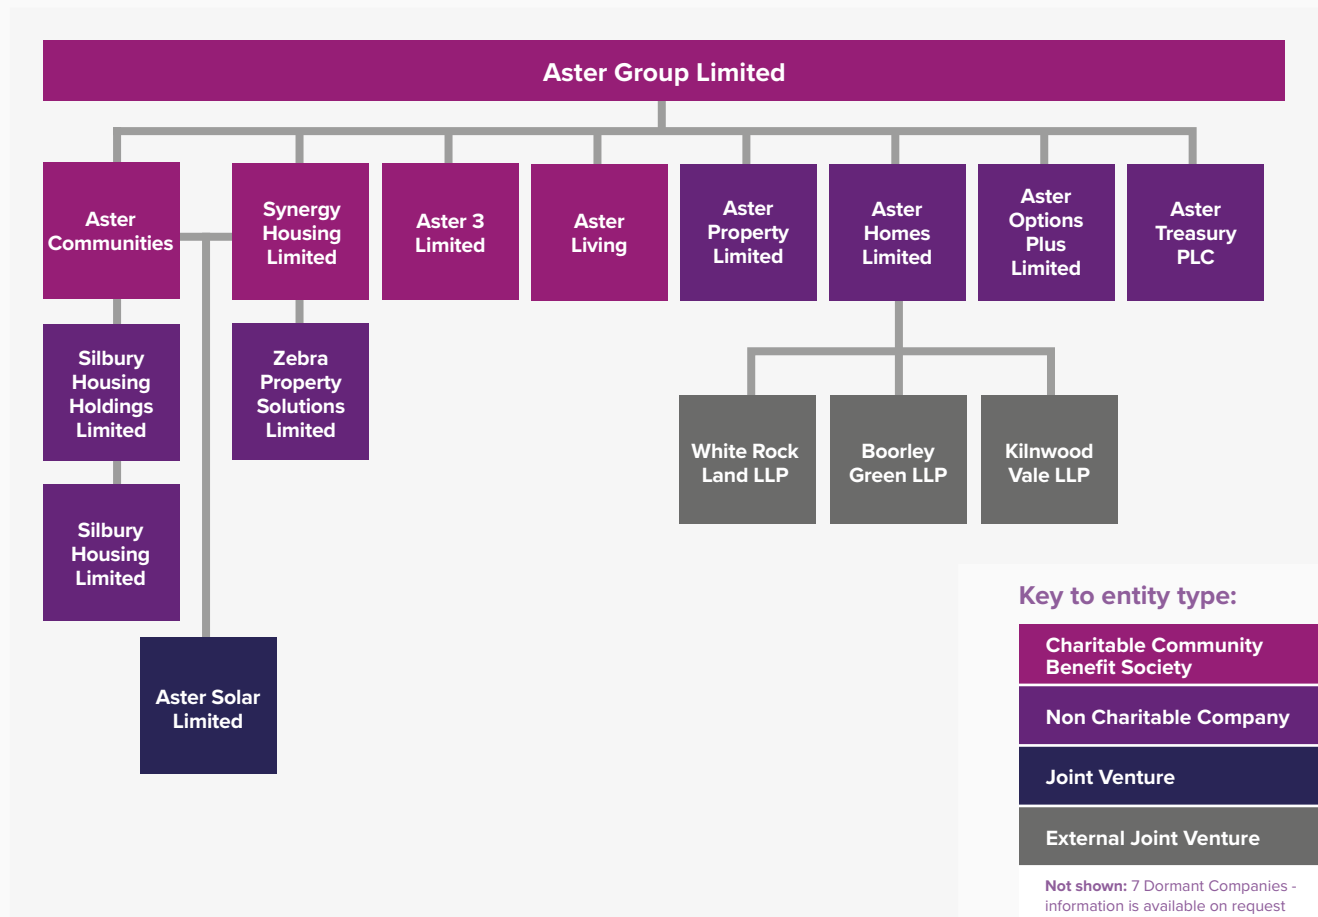 Aster Group Limited
Aster
Communities
Synergy
Housing
Limited
Aster 3
Limited
Aster
Living
Aster
Property
Limited
Aster
Homes
Limited
Aster
Options
Plus
Limited
Aster
Treasury
PLC
Silbury
Housing
Holdings
Limited
Zebra
Property
Solutions
Limited
White Rock
Land LLP
Boorley
Green LLP
Kilnwood
Vale LLP
Silbury
Housing
Limited
Aster Solar
Limited
Key to entity type:
Charitable Community
Benefit Society
Non Charitable Company
Joint Venture
External Joint Venture
Not shown: 7 Dormant Companies -
information is available on request